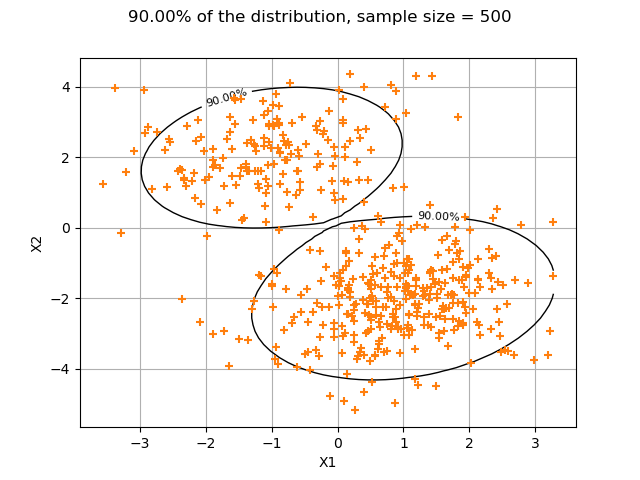 90.00% of the distribution, sample size = 500
90.00%
90.00%
4
2
0
−2
−4
X2
−3 −2 −1 0 1 2 3
X1